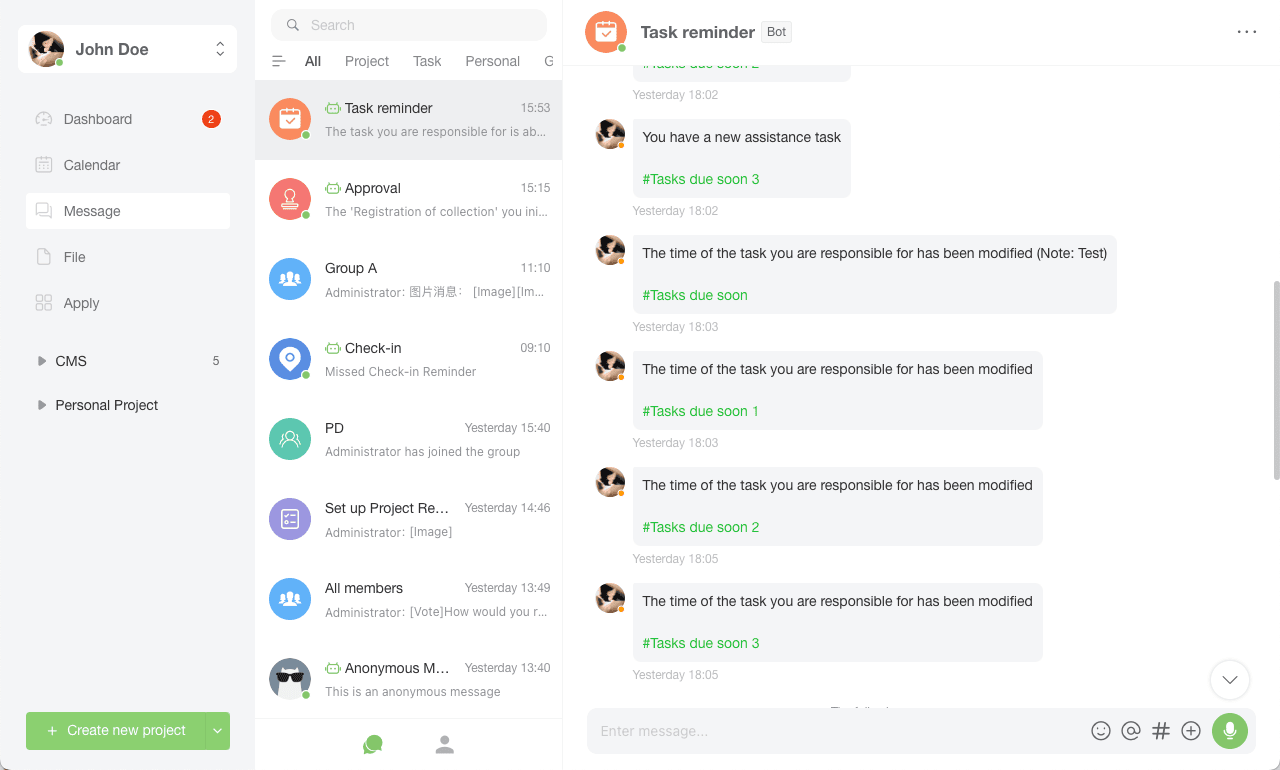 John Doe
Dashboard
2
Calendar
Message
File
Apply
CMS
5
Personal Project
+ Create new project
Search
All Project Task Personal G
Task reminder 15:53
The task you are responsible for is ab...
Approval 15:15
The 'Registration of collection' you ini...
Group A 11:10
Administrator: 图片消息： [Image][Im...
Check-in 09:10
Missed Check-in Reminder
PD Yesterday 15:40
Administrator has joined the group
Set up Project Re... Yesterday 14:46
Administrator: [Image]
All members Yesterday 13:49
Administrator: [Vote]How would you r...
Anonymous M... Yesterday 13:40
This is an anonymous message
Task reminder Bot
#Tasks due soon 2
Yesterday 18:02
You have a new assistance task
#Tasks due soon 3
Yesterday 18:02
The time of the task you are responsible for has been modified (Note: Test)
#Tasks due soon
Yesterday 18:03
The time of the task you are responsible for has been modified
#Tasks due soon 1
Yesterday 18:03
The time of the task you are responsible for has been modified
#Tasks due soon 2
Yesterday 18:05
The time of the task you are responsible for has been modified
#Tasks due soon 3
Yesterday 18:05
Enter message...